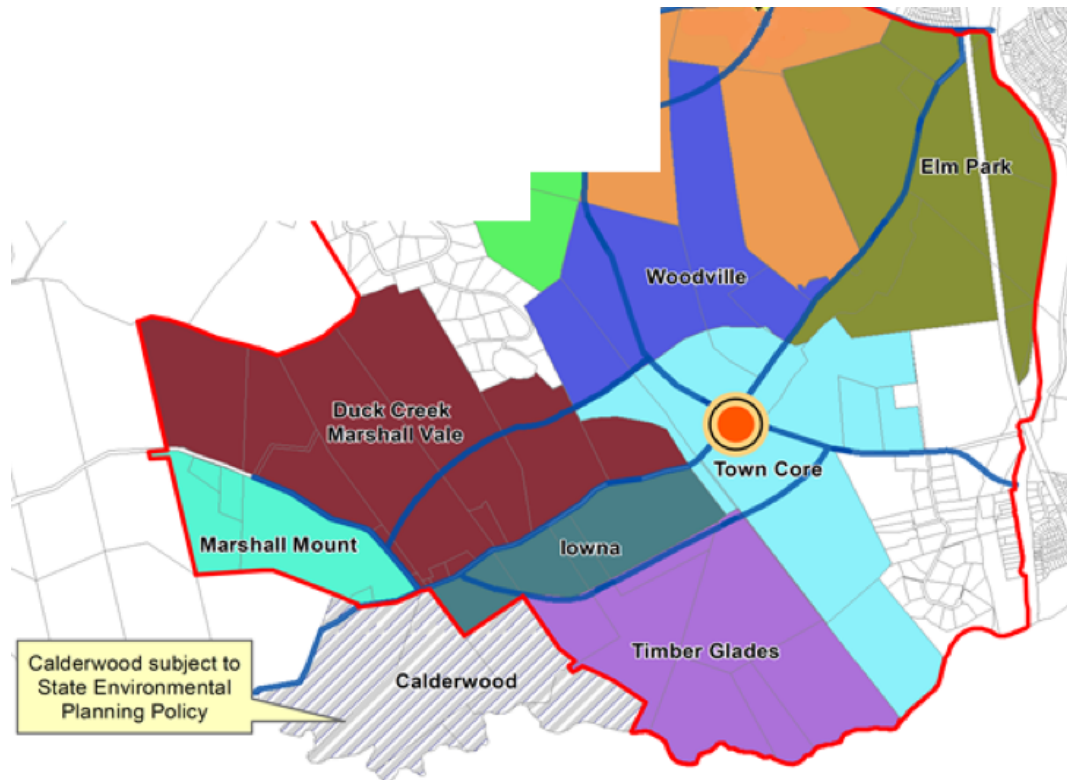 Elm Park
Woodville
Duck Creek
Marshall Vale
Town Core
Marshall Mount
Iowna
Timber Glades
Calderwood
Calderwood subject to
State Environmental
Planning Policy